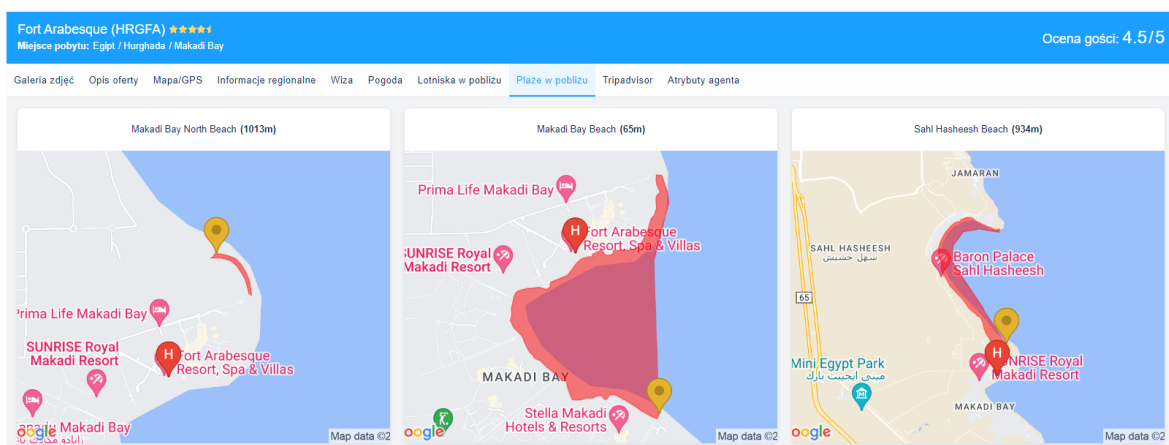 Fort Arabesque (HRGFA)
Miejsce pobytu: Egipt / Hurghada / Makadi Bay
Ocena gości: 4.5/5
Galeria zdjęć Opis oferty Mapa/GPS Informacje regionalne Wiza Pogoda Lotniska w pobliżu Plaże w pobliżu Tripadvisor Atrybuty agenta
Makadi Bay North Beach (1013m)
Prima Life Makadi Bay
SUNRISE Royal
Makadi Resort
H
Fort Arabesque
Resort, Spa & Villas
Makadi Bay
Map data ©2
Makadi Bay Beach (65m)
Prima Life Makadi Bay
H
Fort Arabesque
Resort, Spa & Villas
SUNRISE Royal
Makadi Resort
MAKADI BAY
Stella Makadi
Hotels & Resorts
oogle
Map data ©2
Sahl Hasheesh Beach (934m)
JAMARAN
SAHL HASHEESH
سهل حشيش
Baron Palace
Sahl Hasheesh
65
H
SUNRISE Royal
Makadi Resort
Mini Egypt Park
مينى ايجيبت بارك
MAKADI BAY
oogle
Map data ©2